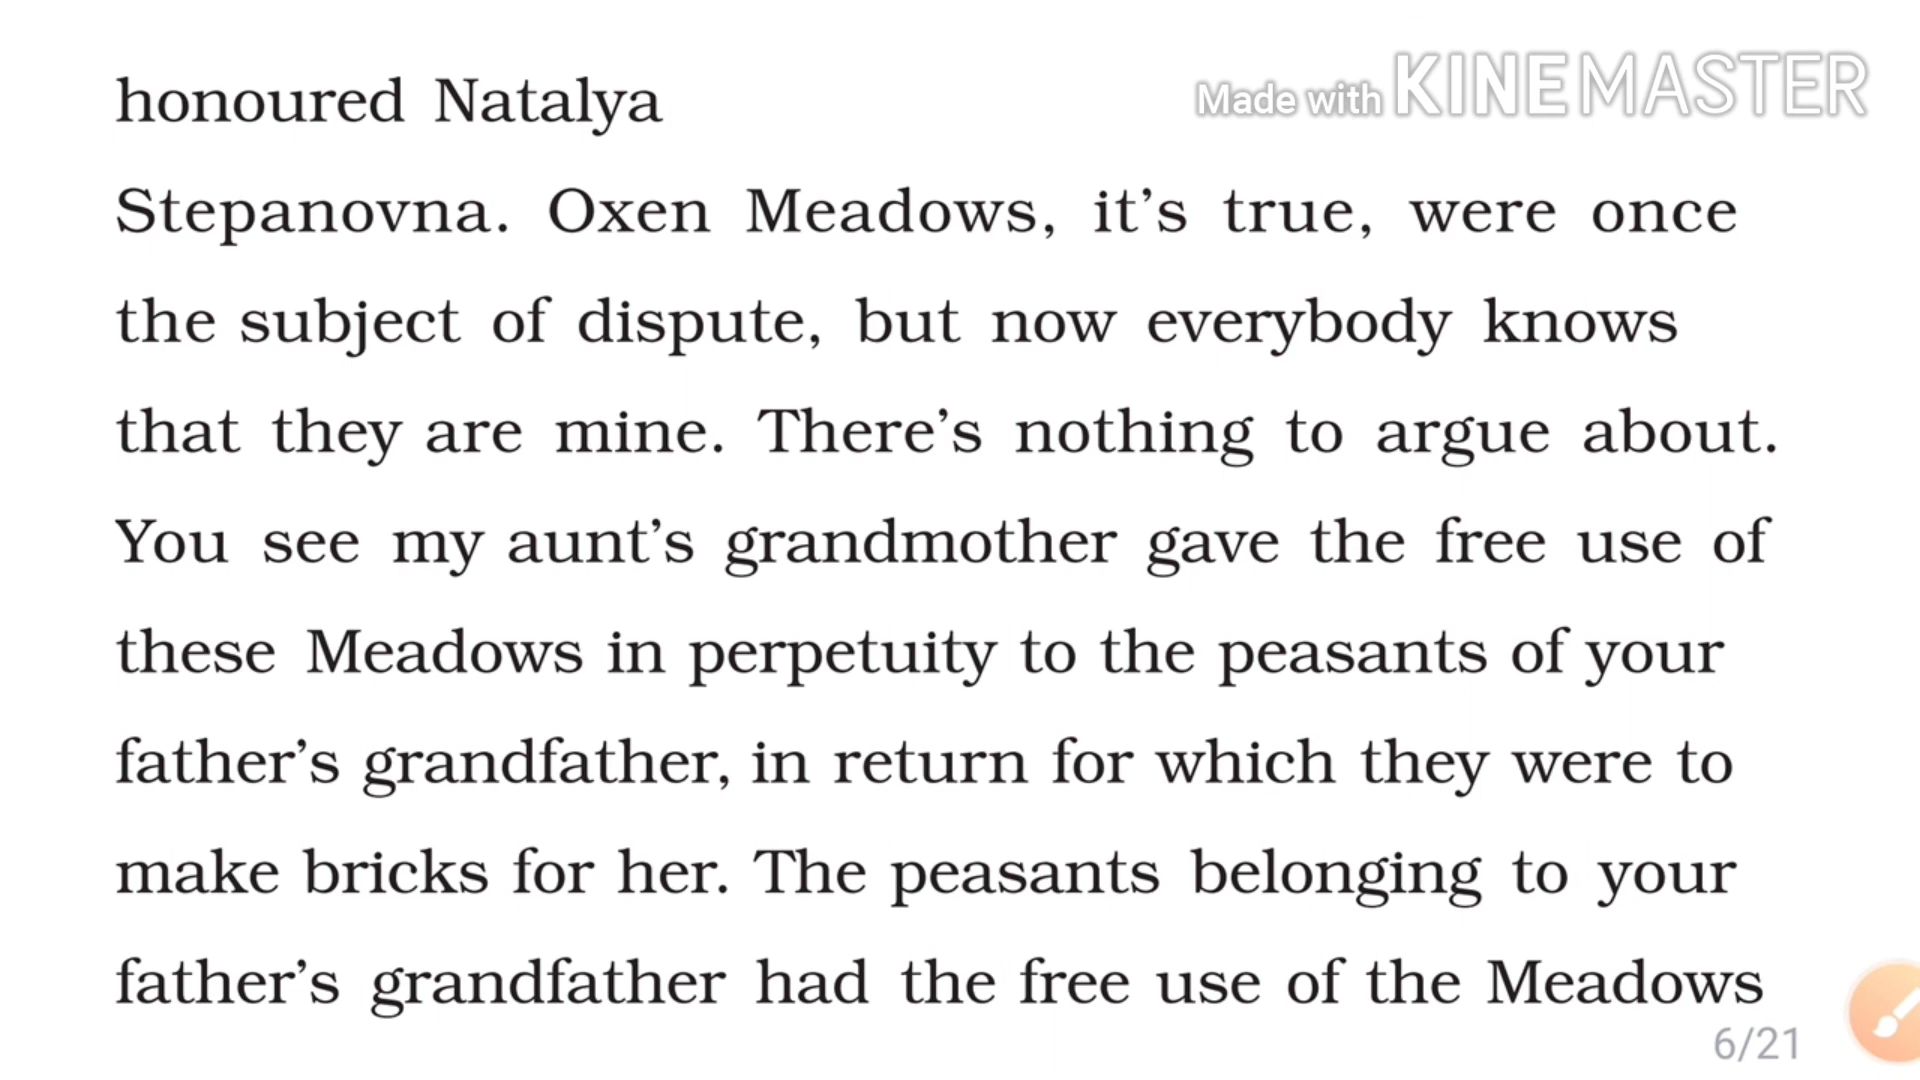 honoured Natalya
Made with KINEMASTER
Stepanovna. Oxen Meadows, it's true, were once
the subject of dispute, but now everybody knows
that they are mine. There's nothing to argue about.
You see my aunt's grandmother gave the free use of
these Meadows in perpetuity to the peasants of your
father's grandfather, in return for which they were to
make bricks for her. The peasants belonging to your
father's grandfather had the free use of the Meadows
6/21